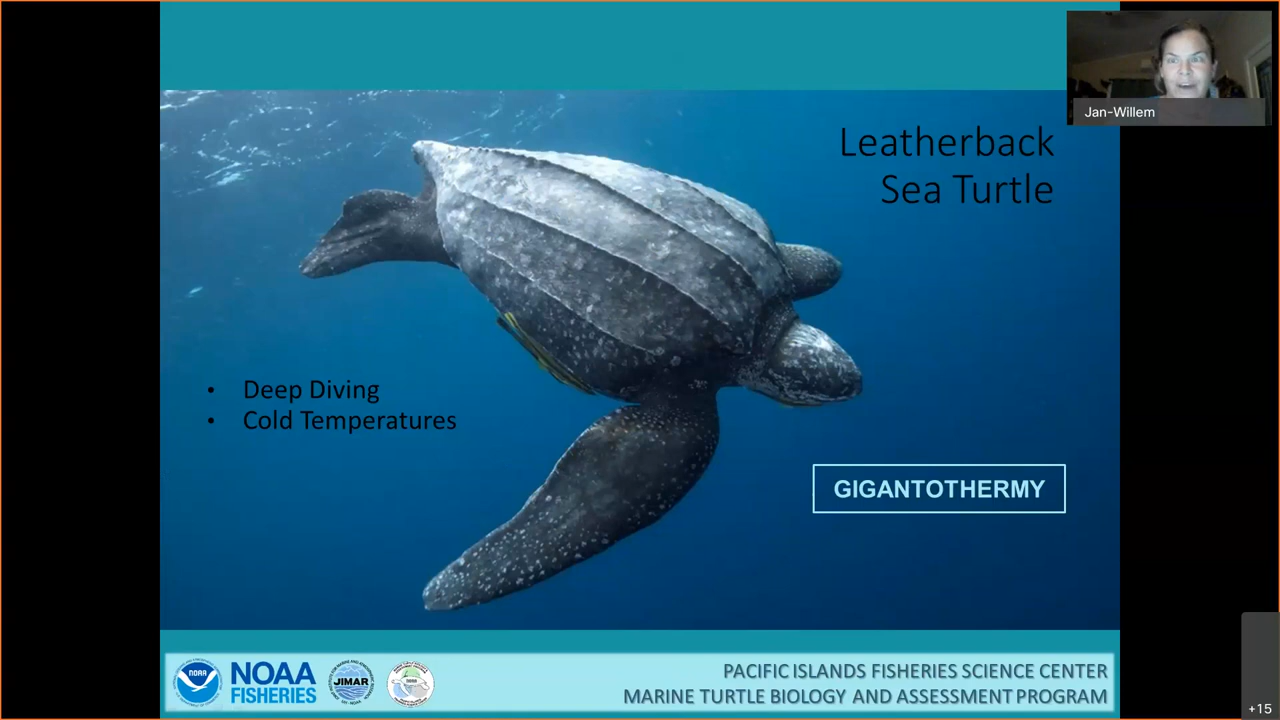 Jan-Willem
Leatherback
Sea Turtle
• Deep Diving
• Cold Temperatures
GIGANTOTHERMY
NOAA
NOAA
FISHERIES
JIMAR
PACIFIC ISLANDS FISHERIES SCIENCE CENTER
MARINE TURTLE BIOLOGY AND ASSESSMENT PROGRAM
+15